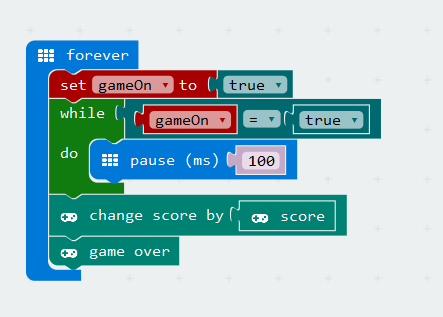 forever
set gameOn to true
while gameOn = true
do pause (ms) 100
change score by score
game over